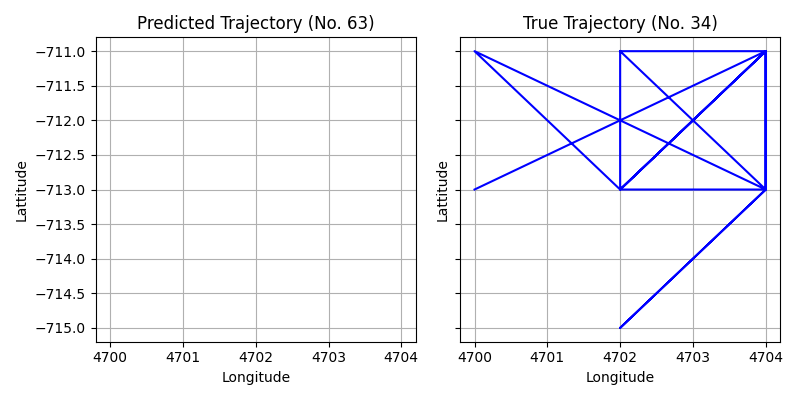 Predicted Trajectory (No. 63)
True Trajectory (No. 34)
−711.0
−711.5
−712.0
−712.5
−713.0
−713.5
−714.0
−714.5
−715.0
Lattitude
Lattitude
4700 4701 4702 4703 4704
4700 4701 4702 4703 4704
Longitude
Longitude